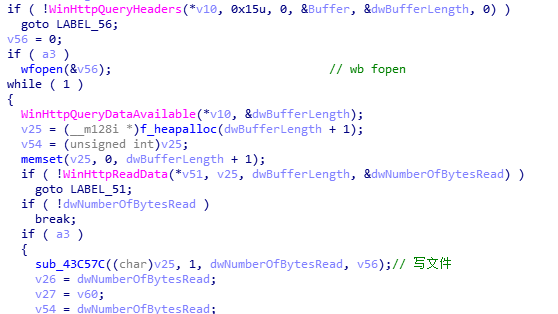 if ( !WinHttpQueryHeaders(*v10, 0x15u, 0, &Buffer, &dwBufferLength, 0) )
goto LABEL_56;
v56 = 0;
if ( a3 )
wfopen(&v56); // wb fopen
while ( 1 )
{
WinHttpQueryDataAvailable(*v10, &dwBufferLength);
v25 = (__m128i *)f_heapalloc(dwBufferLength + 1);
v54 = (unsigned int)v25;
memset(v25, 0, dwBufferLength + 1);
if ( !WinHttpReadData(*v51, v25, dwBufferLength, &dwNumberOfBytesRead) )
goto LABEL_51;
if ( !dwNumberOfBytesRead )
break;
if ( a3 )
{
sub_43C57C((char)v25, 1, dwNumberOfBytesRead, v56);// 写文件
v26 = dwNumberOfBytesRead;
v27 = v60;
v54 = dwNumberOfBytesRead;